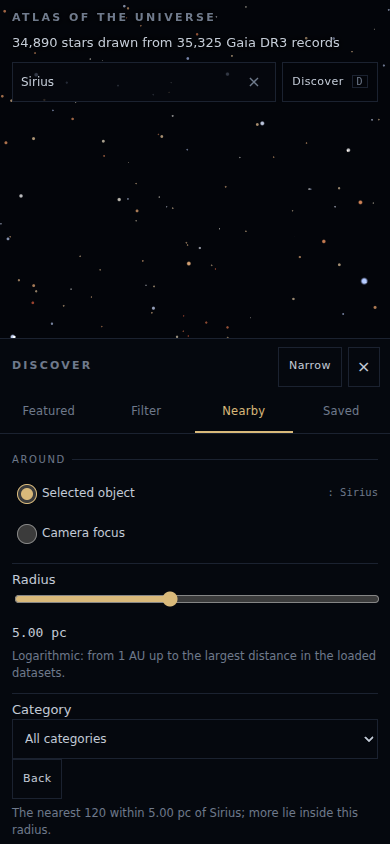 ATLAS OF THE UNIVERSE
34,890 stars drawn from 35,325 Gaia DR3 records
Sirius ✕ Discover D
DISCOVER Narrow ✕
Featured Filter Nearby Saved
AROUND
Selected object : Sirius
Camera focus
Radius
5.00 pc
Logarithmic: from 1 AU up to the largest distance in the loaded
datasets.
Category
All categories
Back
The nearest 120 within 5.00 pc of Sirius; more lie inside this
radius.